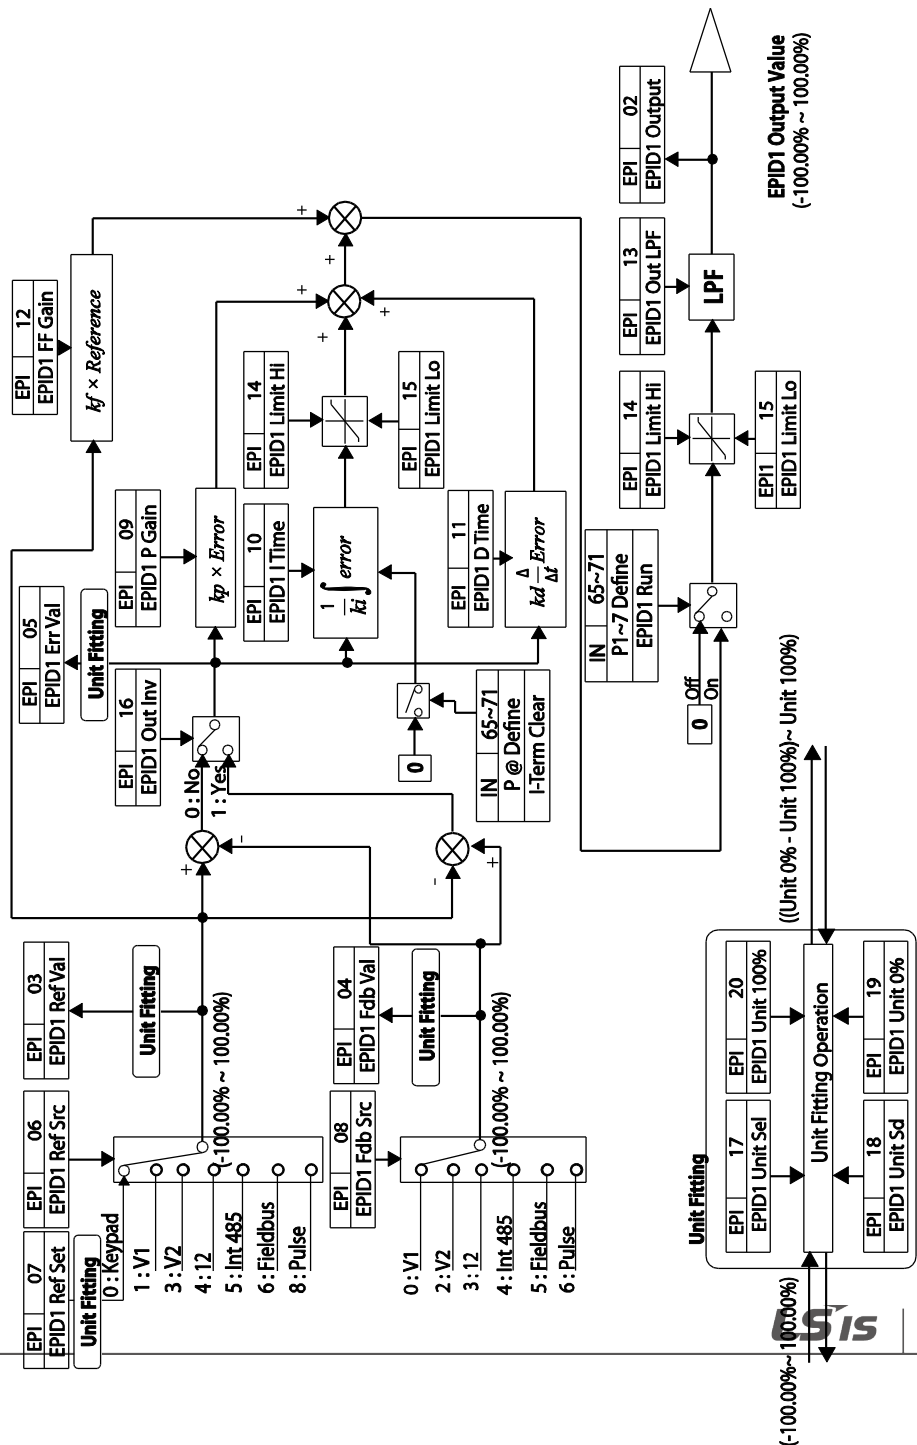 EPI 07
EPID1 Ref Set
Unit Fitting
EPI 06
EPID1 Ref Src
0 : Keypad
1 : V1
3 : V2
4 : 12
5 : Int 485
6 : Fieldbus
8 : Pulse
(-100.00% ~ 100.00%)
EPI 03
EPID1 Ref Val
Unit Fitting
EPI 08
EPID1 Fdb Src
0 : V1
2 : V2
3 : 12
4 : Int 485
5 : Fieldbus
6 : Pulse
(-100.00% ~ 100.00%)
EPI 04
EPID1 Fdb Val
Unit Fitting
+
-
-
+
0 : No
1 : Yes
EPI 16
EPID1 Out Inv
EPI 05
EPID1 Err Val
Unit Fitting
EPI 09
EPID1 P Gain
kp × Error
EPI 10
EPID1 I Time
1/ki ∫ error
0
IN 65~71
P @ Define
I-Term Clear
EPI 11
EPID1 D Time
kd Δ/Δt Error
EPI 14
EPID1 Limit Hi
EPI 15
EPID1 Limit Lo
EPI 12
EPID1 FF Gain
kf × Reference
+
+
+
+
+
0
Off
On
IN 65~71
P1~7 Define
EPID1 Run
EPI 14
EPID1 Limit Hi
EPI1 15
EPID1 Limit Lo
EPI 13
EPID1 Out LPF
LPF
EPI 02
EPID1 Output
EPID1 Output Value
(-100.00% ~ 100.00%)
Unit Fitting
EPI 17
EPID1 Unit Sel
EPI 20
EPID1 Unit 100%
Unit Fitting Operation
EPI 18
EPID1 Unit Sd
EPI 19
EPID1 Unit 0%
(-100.00%~ 100.00%)
((Unit 0% - Unit 100%)~ Unit 100%)
LS IS